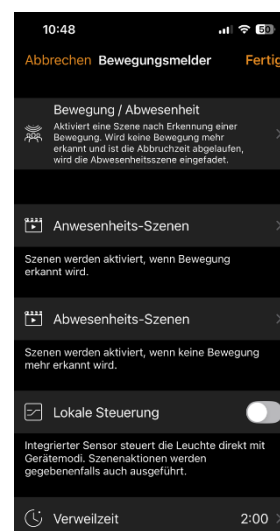 10:48
50
Abbrechen Bewegungsmelder Fertig
Bewegung / Abwesenheit
Aktiviert eine Szene nach Erkennung einer
Bewegung. Wird keine Bewegung mehr
erkannt und ist die Abbruchzeit abgelaufen,
wird die Abwesenheitsszene eingefadet.
Anwesenheits-Szenen
Szenen werden aktiviert, wenn Bewegung
erkannt wird.
Abwesenheits-Szenen
Szenen werden aktiviert, wenn keine Bewegung
mehr erkannt wird.
Lokale Steuerung
Integrierter Sensor steuert die Leuchte direkt mit
Gerätemodi. Szenenaktionen werden
gegebenenfalls auch ausgeführt.
Verweilzeit 2:00